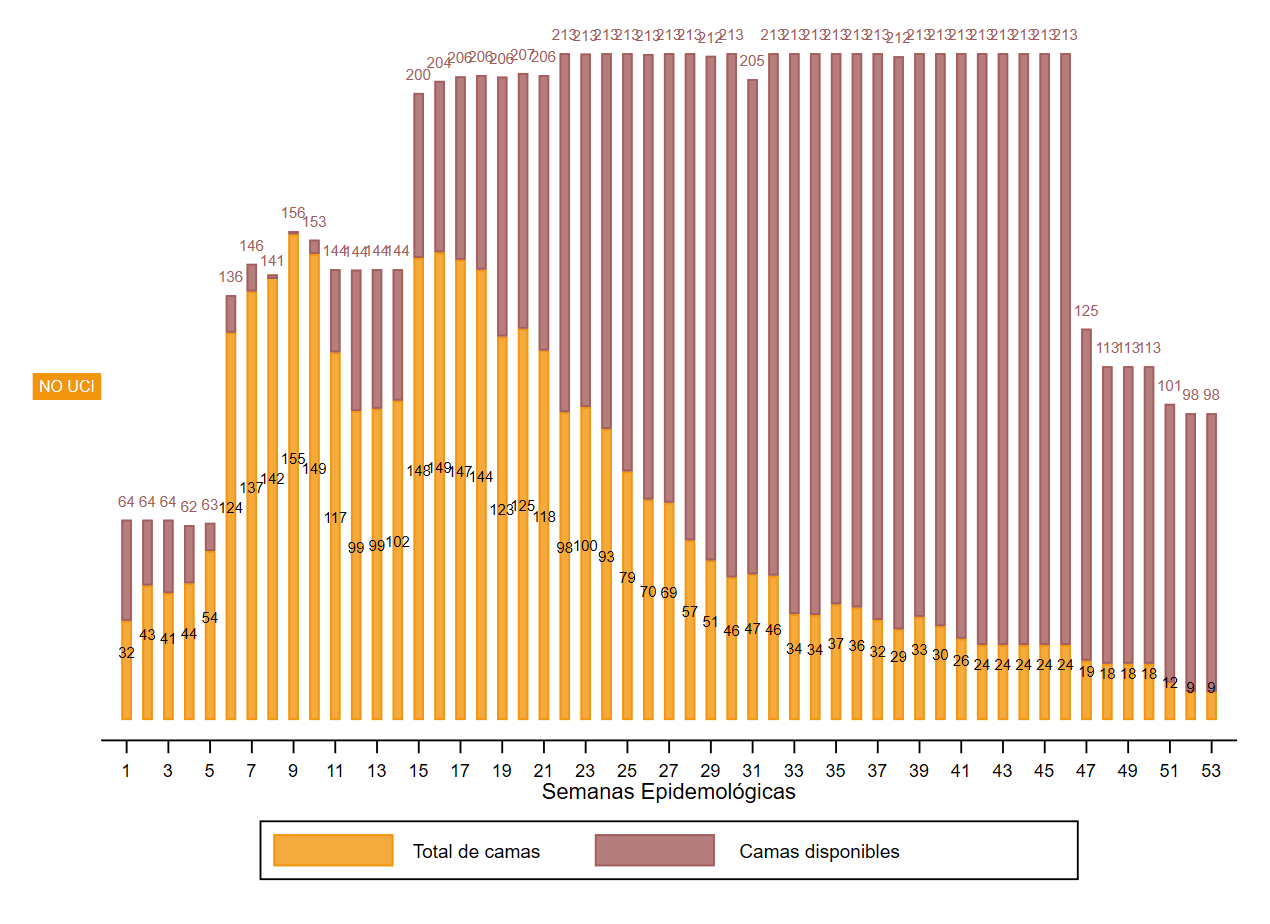 213 213 213 213 213 213 213 212 213 213 213 213 213 213 213 212 213 213 213 213 213 213 213 213
200 204 206 206 206 207 206 205
156 153
146 141 144 144 144 144
136
125
113 113 113
NO UCI
101 98 98
64 64 64 62 63
32 43 41 44 54 124 137 142 155 149 117 99 99 102 148 149 147 144 123 125 118 98 100 93 79 70 69 57 51 46 47 46 34 34 37 36 32 29 33 30 26 24 24 24 24 24 19 18 18 18 12 9 9
1 3 5 7 9 11 13 15 17 19 21 23 25 27 29 31 33 35 37 39 41 43 45 47 49 51 53
Semanas Epidemológicas
Total de camas Camas disponibles